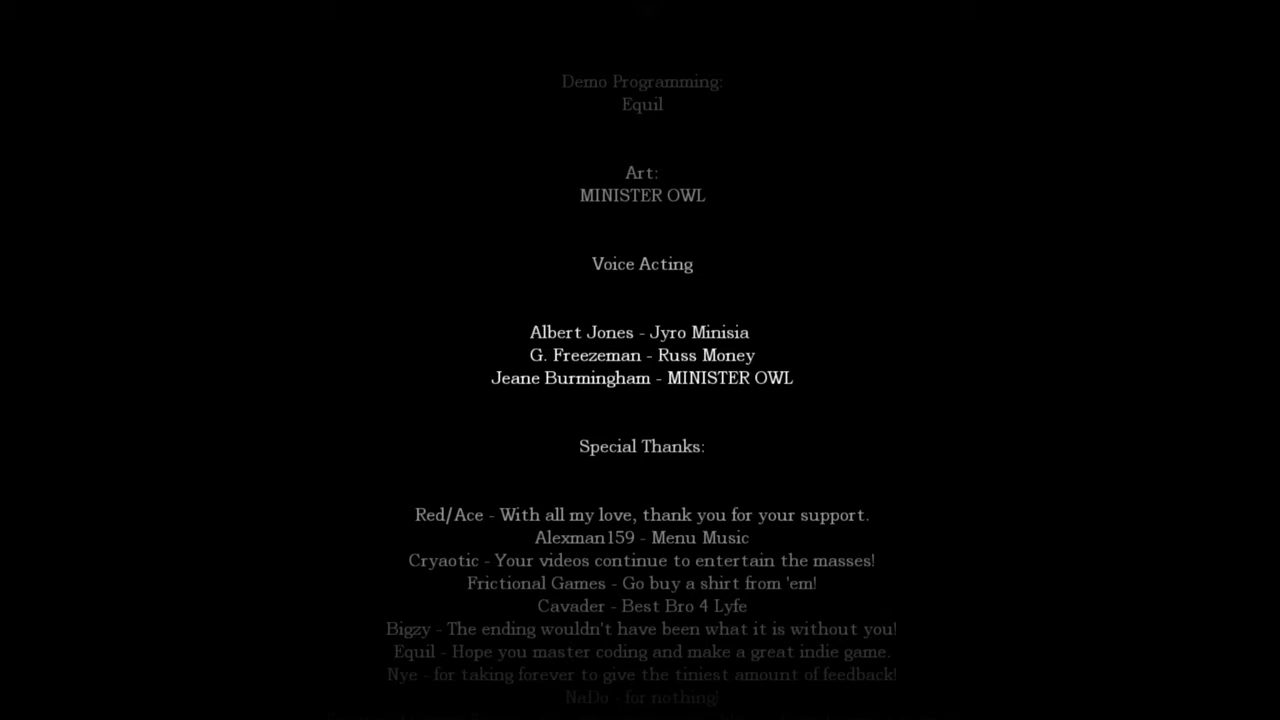 Demo Programming:
Equil
Art:
MINISTER OWL
Voice Acting
Albert Jones - Jyro Minisia
G. Freezeman - Russ Money
Jeane Burmingham - MINISTER OWL
Special Thanks:
Red/Ace - With all my love, thank you for your support.
Alexman159 - Menu Music
Cryaotic - Your videos continue to entertain the masses!
Frictional Games - Go buy a shirt from 'em!
Cavader - Best Bro 4 Lyfe
Bigzy - The ending wouldn't have been what it is without you!
Equil - Hope you master coding and make a great indie game.
Nye - for taking forever to give the tiniest amount of feedback!
NaDo - for nothing!